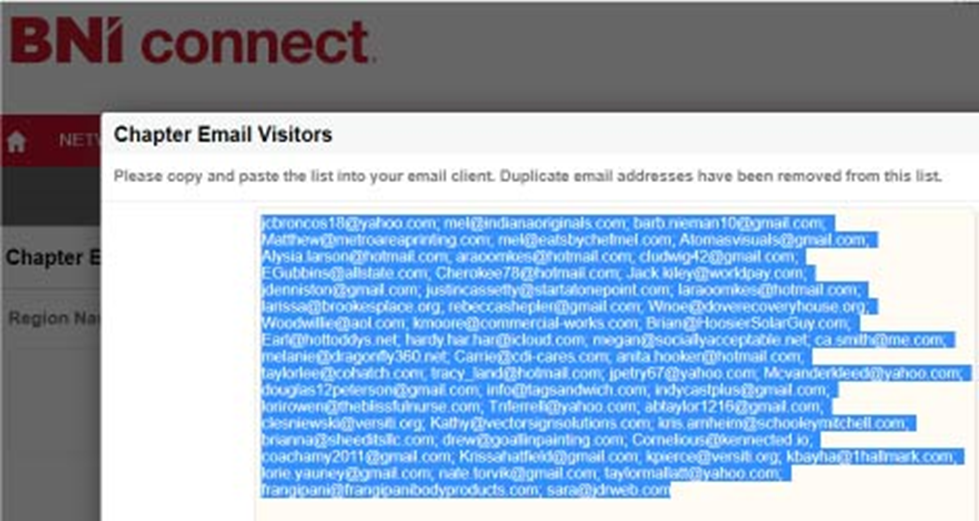 BNI connect
NETW
Chapter Email Visitors
Please copy and paste the list into your email client. Duplicate email addresses have been removed from this list.
jcbroncos18@yahoo.com; mel@indianaoriginals.com; barb.nieman10@gmail.com;
Matthew@metroareaprinting.com; mel@eatsbychefmel.com; Atomasvisuals@gmail.com;
Alysia.larson@hotmail.com; araoomkes@hotmail.com; cludwig42@gmail.com;
EGubbins@allstate.com; Cherokee78@hotmail.com; Jack.kiley@worldpay.com;
jdenniston@gmail.com; justincassetty@startatonepoint.com; laraoomkes@hotmail.com;
larissa@brookesplace.org; rebeccashepler@gmail.com; Wnoe@doverecoveryhouse.org;
Woodwillie@aol.com; kmoore@commercial-works.com; Brian@HoosierSolarGuy.com;
Earl@hottoddys.net; hardy.har.har@icloud.com; megan@sociallyacceptable.net; ca.smith@me.com;
melanie@dragonfly360.net; Carrie@cdi-cares.com; anita.hooker@hotmail.com;
taylorlee@cohatch.com; tracy_land@hotmail.com; jpetry67@yahoo.com; Mcvanderkleed@yahoo.com;
douglas12peterson@gmail.com; info@tagsandwich.com; indycastplus@gmail.com;
lorirowen@theblissfulnurse.com; Tnferrell@yahoo.com; abtaylor1216@gmail.com;
clesniewski@versiti.org; Kathy@vectorsignsolutions.com; kris.arnheim@schooleymitchell.com;
brianna@sheeditsllc.com; drew@goallinpainting.com; Cornelious@kennected.io;
coachamy2011@gmail.com; Krissahatfield@gmail.com; kpierce@versiti.org; kbayha@1hallmark.com;
lorie.yauney@gmail.com; nate.torvik@gmail.com; taylormallatt@yahoo.com;
frangipani@frangipanibodyproducts.com; sara@jdrweb.com
Chapter E
Region Nam